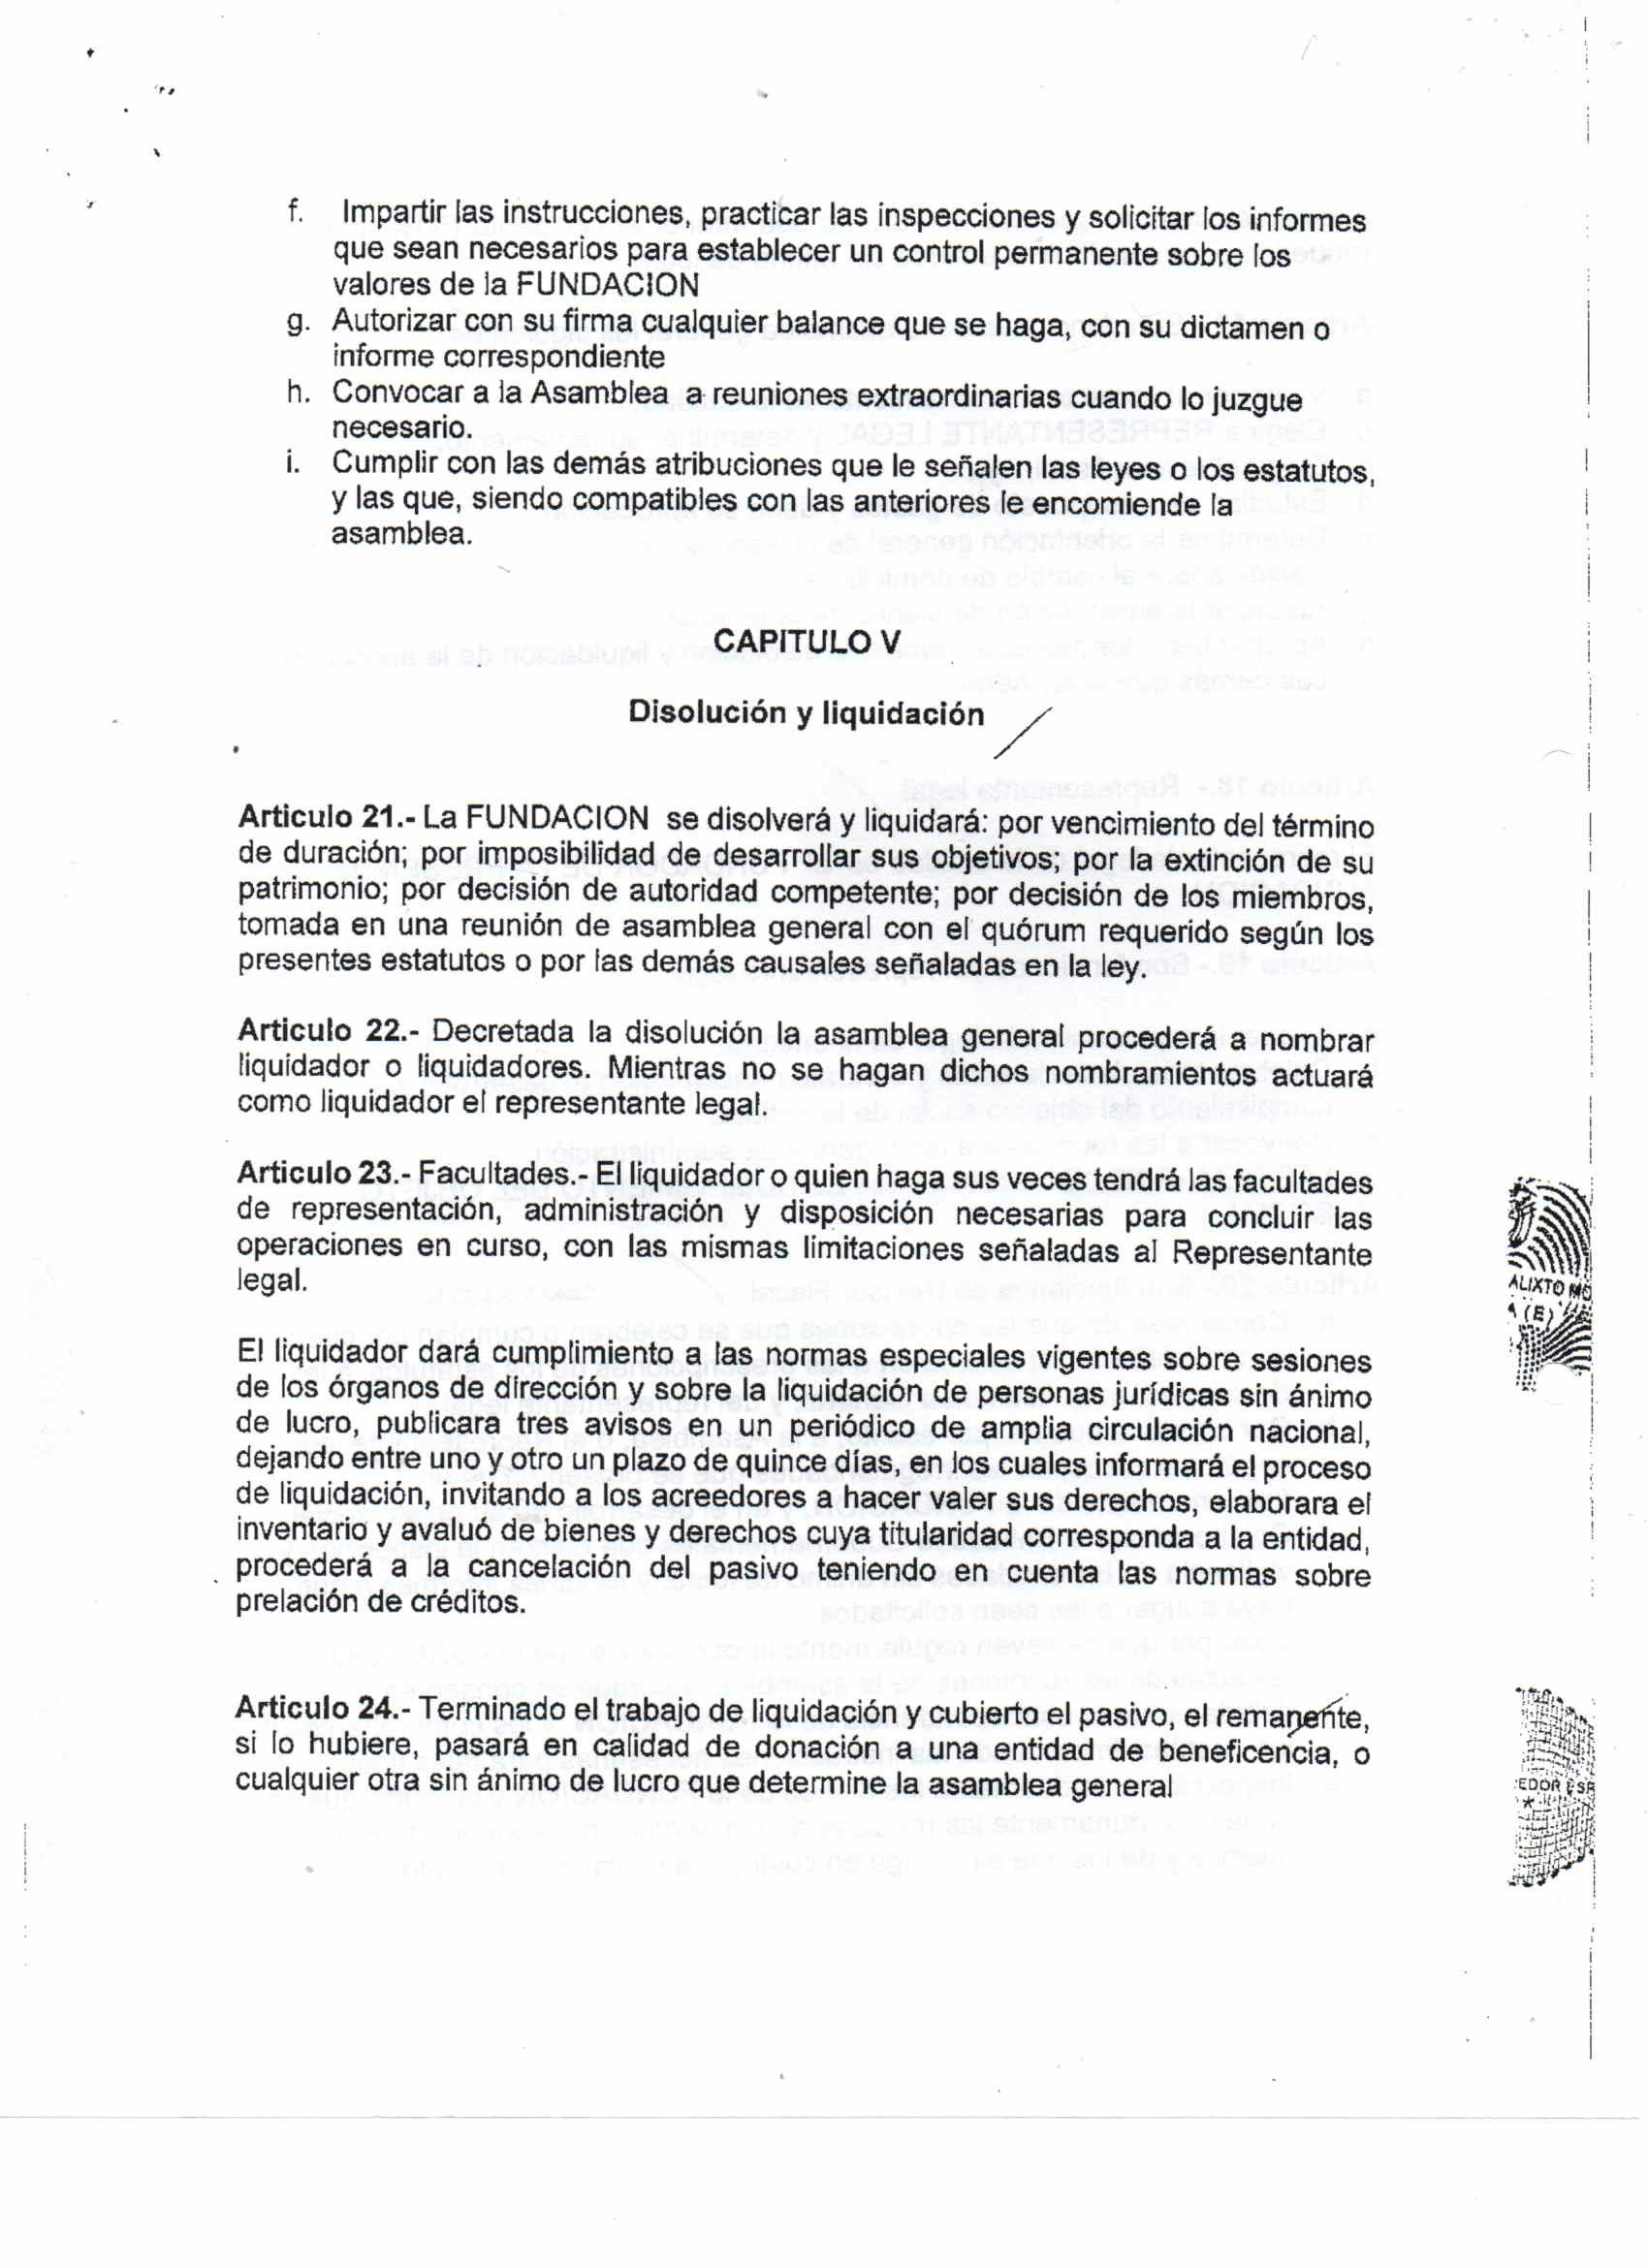 f. Impartir las instrucciones, practicar las inspecciones y solicitar los informes
que sean necesarios para establecer un control permanente sobre los
valores de la FUNDACION
g. Autorizar con su firma cualquier balance que se haga, con su dictamen o
informe correspondiente
h. Convocar a la Asamblea a reuniones extraordinarias cuando lo juzgue
necesario.
i. Cumplir con las demás atribuciones que le señalen las leyes o los estatutos,
y las que, siendo compatibles con las anteriores le encomiende la
asamblea.
CAPITULO V
Disolución y liquidación
Articulo 21.- La FUNDACION se disolverá y liquidará: por vencimiento del término
de duración; por imposibilidad de desarrollar sus objetivos; por la extinción de su
patrimonio; por decisión de autoridad competente; por decisión de los miembros,
tomada en una reunión de asamblea general con el quórum requerido según los
presentes estatutos o por las demás causales señaladas en la ley.
Articulo 22.- Decretada la disolución la asamblea general procederá a nombrar
liquidador o liquidadores. Mientras no se hagan dichos nombramientos actuará
como liquidador el representante legal.
Articulo 23.- Facultades.- El liquidador o quien haga sus veces tendrá las facultades
de representación, administración y disposición necesarias para concluir las
operaciones en curso, con las mismas limitaciones señaladas al Representante
legal.
El liquidador dará cumplimiento a las normas especiales vigentes sobre sesiones
de los órganos de dirección y sobre la liquidación de personas jurídicas sin ánimo
de lucro, publicara tres avisos en un periódico de amplia circulación nacional,
dejando entre uno y otro un plazo de quince días, en los cuales informará el proceso
de liquidación, invitando a los acreedores a hacer valer sus derechos, elaborara el
inventario y avaluó de bienes y derechos cuya titularidad corresponda a la entidad,
procederá a la cancelación del pasivo teniendo en cuenta las normas sobre
prelación de créditos.
Articulo 24.- Terminado el trabajo de liquidación y cubierto el pasivo, el remanente,
si lo hubiere, pasará en calidad de donación a una entidad de beneficencia, o
cualquier otra sin ánimo de lucro que determine la asamblea general
ALIXTO MO
(E)
EDOR ESP